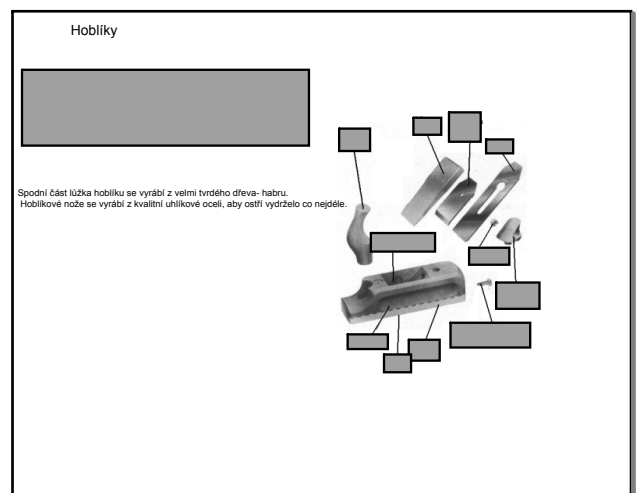 Hoblíky
Spodní část lůžka hoblíku se vyrábí z velmi tvrdého dřeva- habru.
Hoblíkové nože se vyrábí z kvalitní uhlíkové oceli, aby ostří vydrželo co nejdéle.